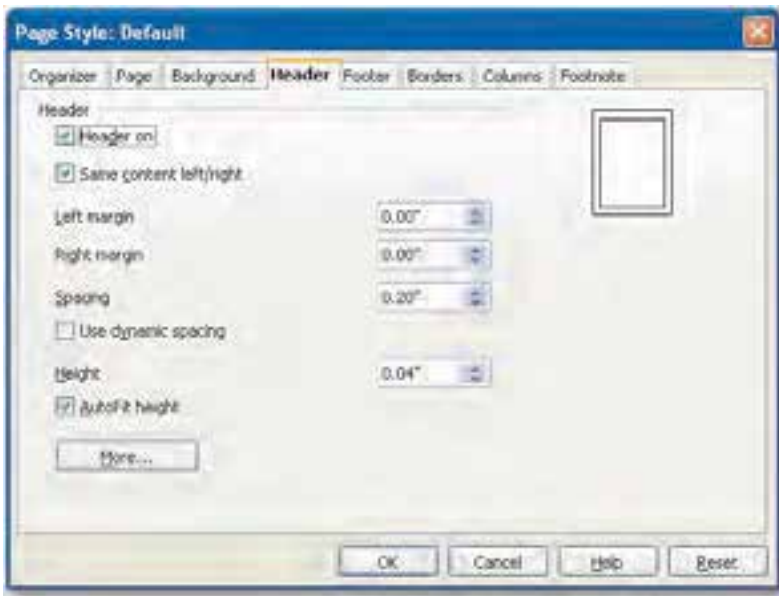 Page Style: Default
Organizer Page Background Header Footer Borders Columns Footnote
Header
Header on
Same content left/right
Left margin 0.00"
Right margin 0.00"
Spacing 0.20"
Use dynamic spacing
Height 0.04"
AutoFit height
More...
OK Cancel Help Reset